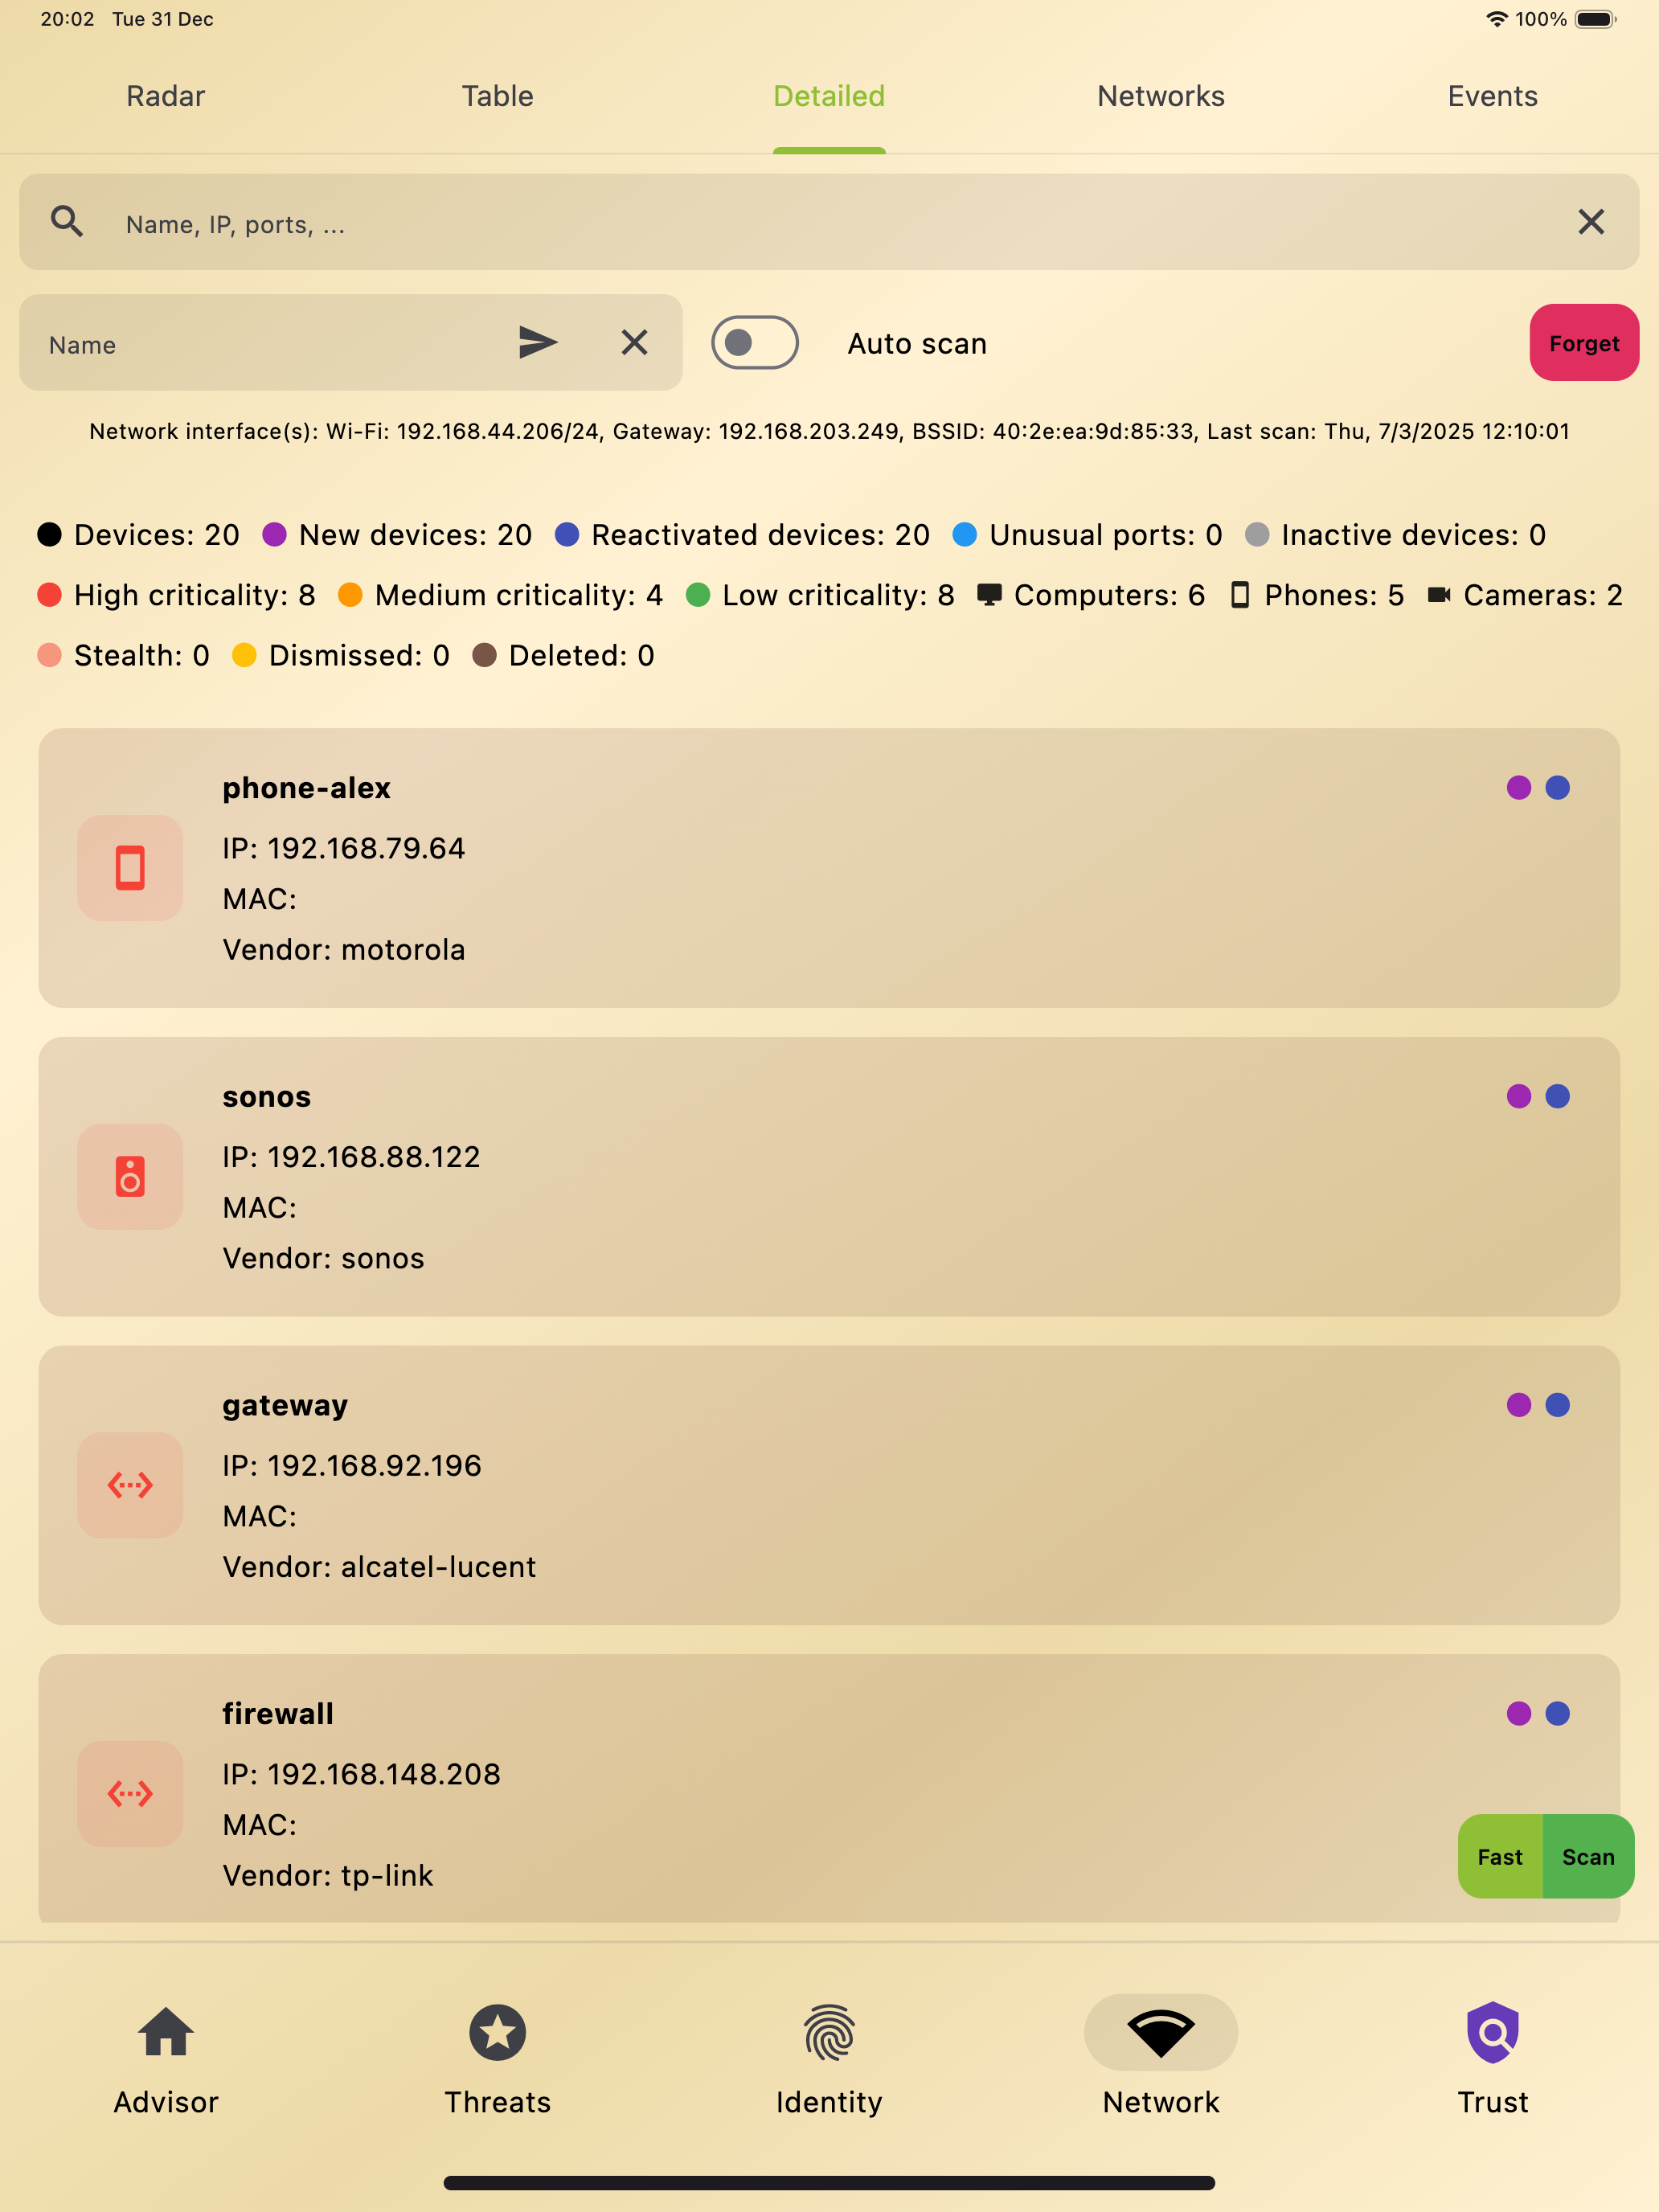 20:02 Tue 31 Dec 100%
Radar Table Detailed Networks Events
Name, IP, ports, ...
Name Auto scan Forget
Network interface(s): Wi-Fi: 192.168.44.206/24, Gateway: 192.168.203.249, BSSID: 40:2e:ea:9d:85:33, Last scan: Thu, 7/3/2025 12:10:01
Devices: 20 New devices: 20 Reactivated devices: 20 Unusual ports: 0 Inactive devices: 0
High criticality: 8 Medium criticality: 4 Low criticality: 8 Computers: 6 Phones: 5 Cameras: 2
Stealth: 0 Dismissed: 0 Deleted: 0
phone-alex
IP: 192.168.79.64
MAC:
Vendor: motorola
sonos
IP: 192.168.88.122
MAC:
Vendor: sonos
gateway
IP: 192.168.92.196
MAC:
Vendor: alcatel-lucent
firewall
IP: 192.168.148.208
MAC:
Vendor: tp-link
Fast Scan
Advisor Threats Identity Network Trust